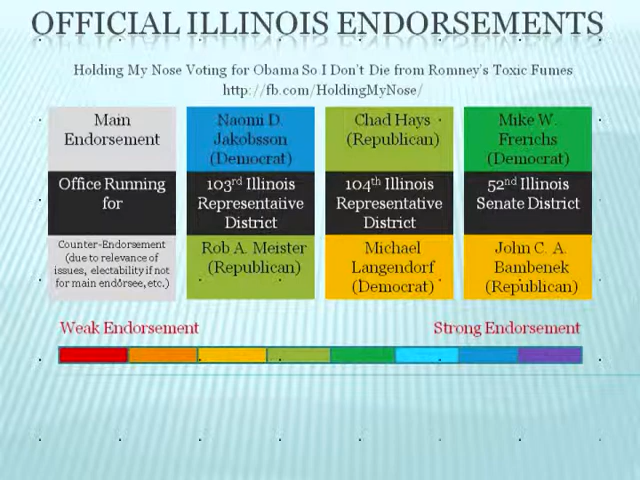 OFFICIAL ILLINOIS ENDORSEMENTS
Holding My Nose Voting for Obama So I Don't Die from Romney's Toxic Fumes
http://fb.com/HoldingMyNose/
Main Endorsement
Naomi D. Jakobsson (Democrat)
Chad Hays (Republican)
Mike W. Frerichs (Democrat)
Office Running for
103rd Illinois Representative District
104th Illinois Representative District
52nd Illinois Senate District
Counter-Endorsement (due to relevance of issues, electability if not for main endorsee, etc.)
Rob A. Meister (Republican)
Michael Langendorf (Democrat)
John C. A. Bambenek (Republican)
Weak Endorsement
Strong Endorsement